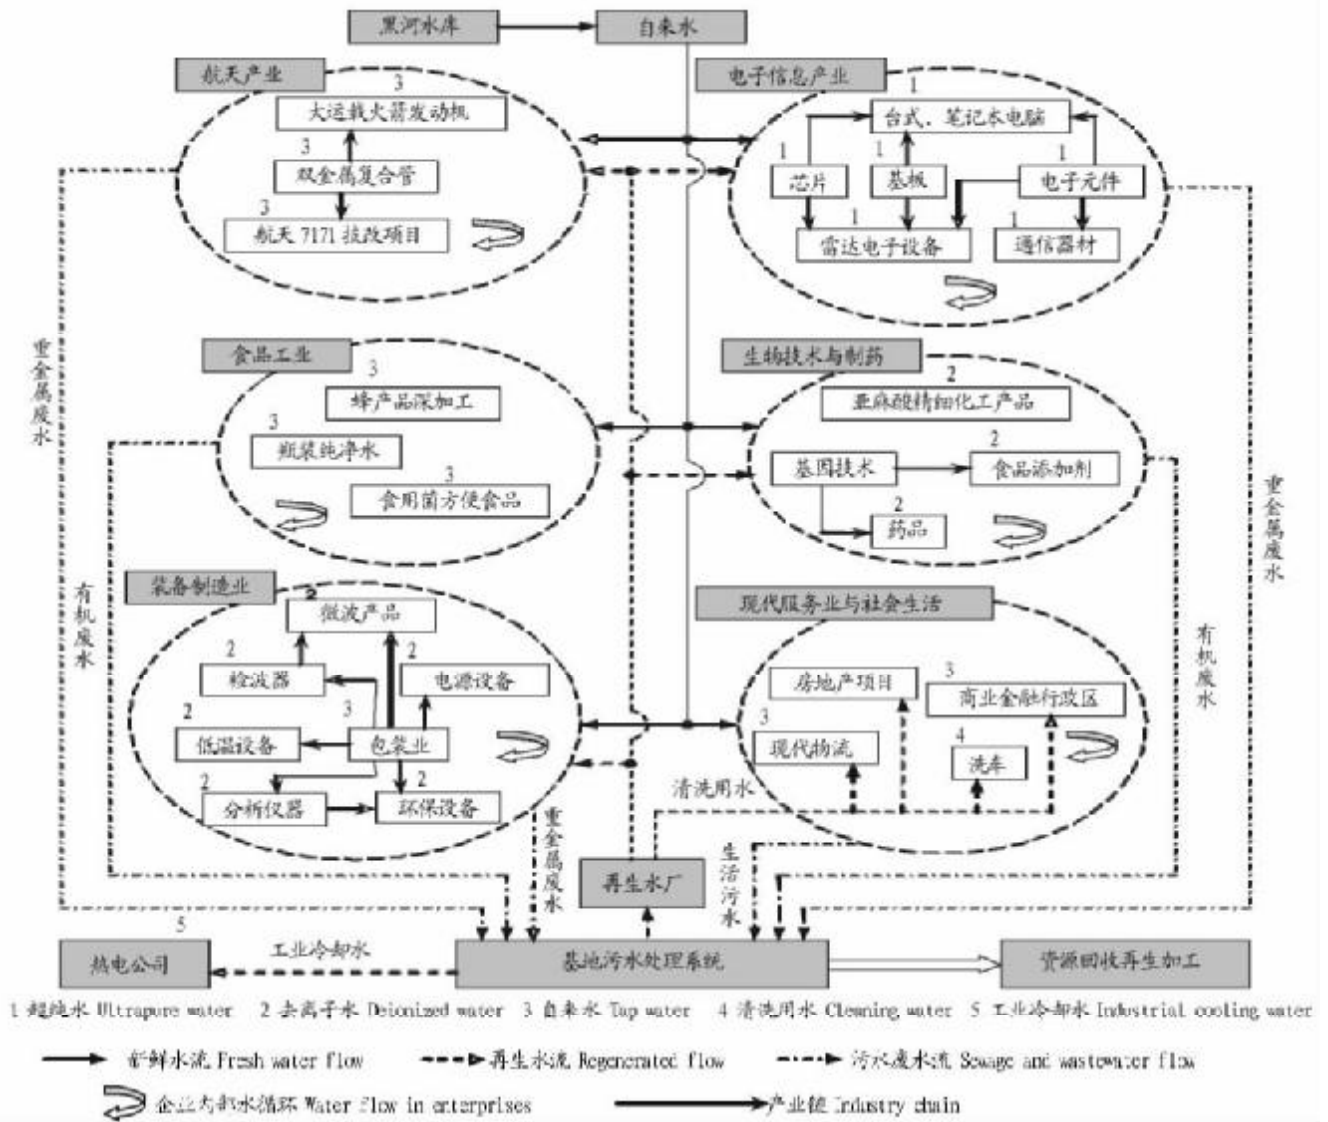 黑河水库
自来水
航天产业
3
大运载火箭发动机
3
双金属复合管
3
航天7171技改项目
电子信息产业
1
台式、笔记本电脑
1
芯片
1
基板
1
电子元件
1
雷达电子设备
1
通信器材
重金属废水
食品工业
3
蜂产品深加工
3
瓶装纯净水
3
食用菌方便食品
生物技术与制药
2
亚麻酸精细化工产品
基因技术
2
食品添加剂
2
药品
重金属废水
有机废水
装备制造业
2
微波产品
2
检波器
2
电源设备
2
低温设备
3
包装业
2
分析仪器
2
环保设备
现代服务业与社会生活
房地产项目
3
商业金融行政区
3
现代物流
4
洗车
有机废水
清洗用水
重金属废水
再生水厂
生活污水
5
热电公司
工业冷却水
基地污水处理系统
资源回收再生加工
1 超纯水 Ultrapure water 2 去离子水 Deionized water 3 自来水 Tap water 4 清洗用水 Cleaning water 5 工业冷却水 Industrial cooling water
新鲜水流 Fresh water flow 再生水流 Regenerated flow 污水废水流 Sewage and wastewater flow
企业内部水循环 Water Flow in enterprises 产业链 Industry chain